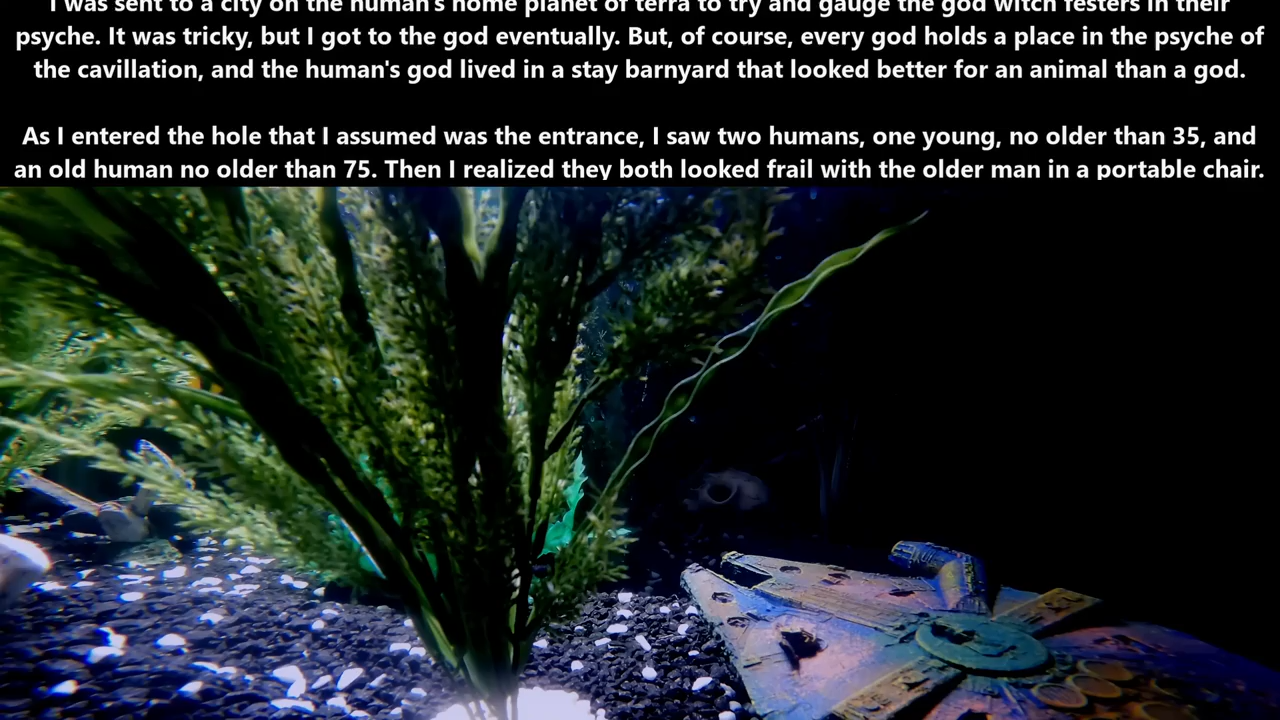 I was sent to a city on the human's home planet of terra to try and gauge the god witch festers in their
psyche. It was tricky, but I got to the god eventually. But, of course, every god holds a place in the psyche of
the cavillation, and the human's god lived in a stay barnyard that looked better for an animal than a god.
As I entered the hole that I assumed was the entrance, I saw two humans, one young, no older than 35, and
an old human no older than 75. Then I realized they both looked frail with the older man in a portable chair.